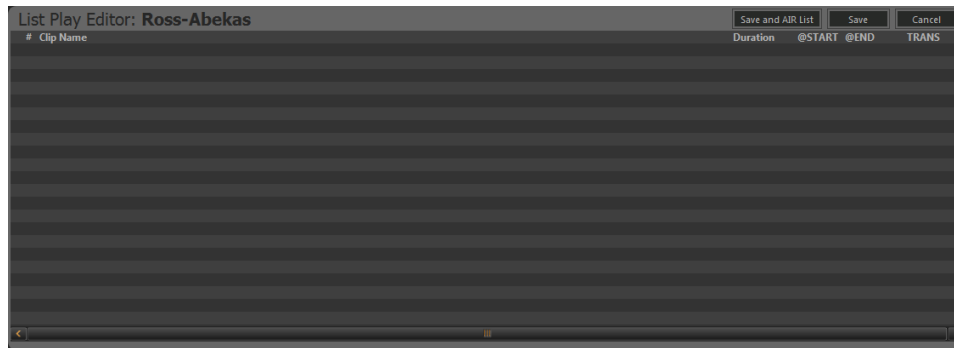 List Play Editor: Ross-Abekas Save and AIR List Save Cancel
# Clip Name Duration @START @END TRANS